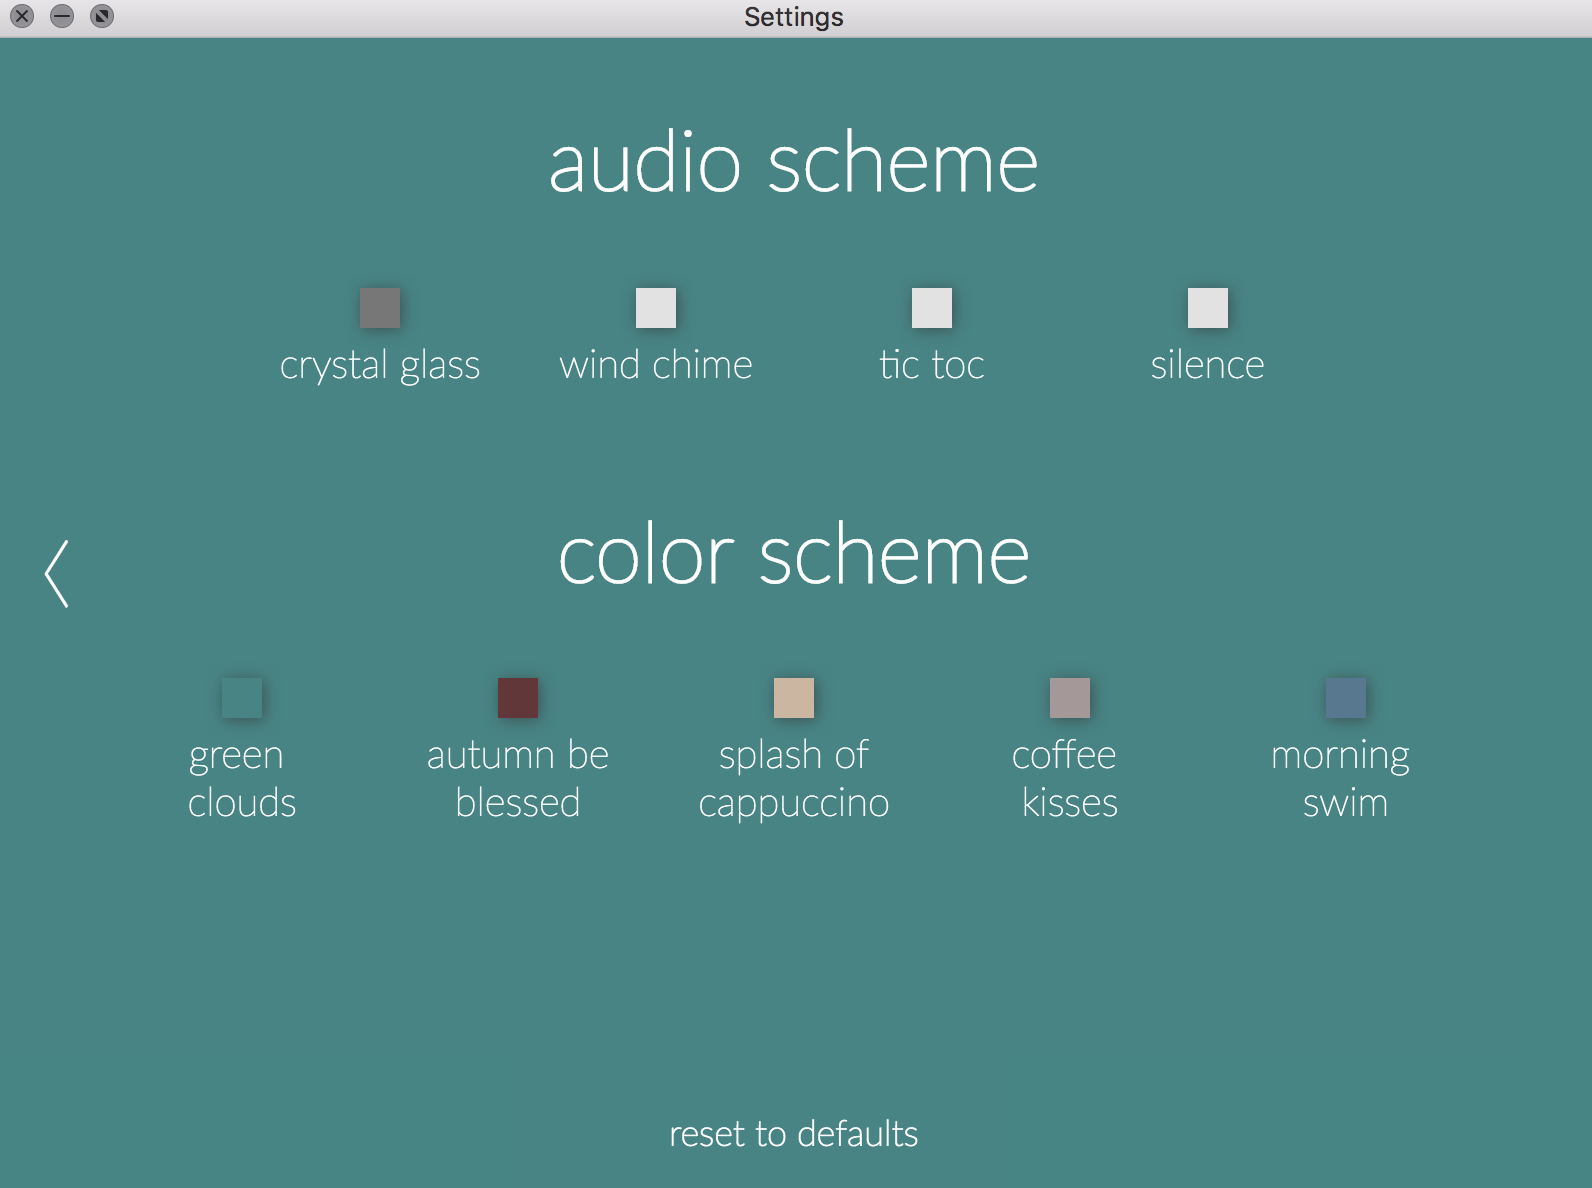 Settings
audio scheme
crystal glass
wind chime
tic toc
silence
color scheme
green
clouds
autumn be
blessed
splash of
cappuccino
coffee
kisses
morning
swim
reset to defaults